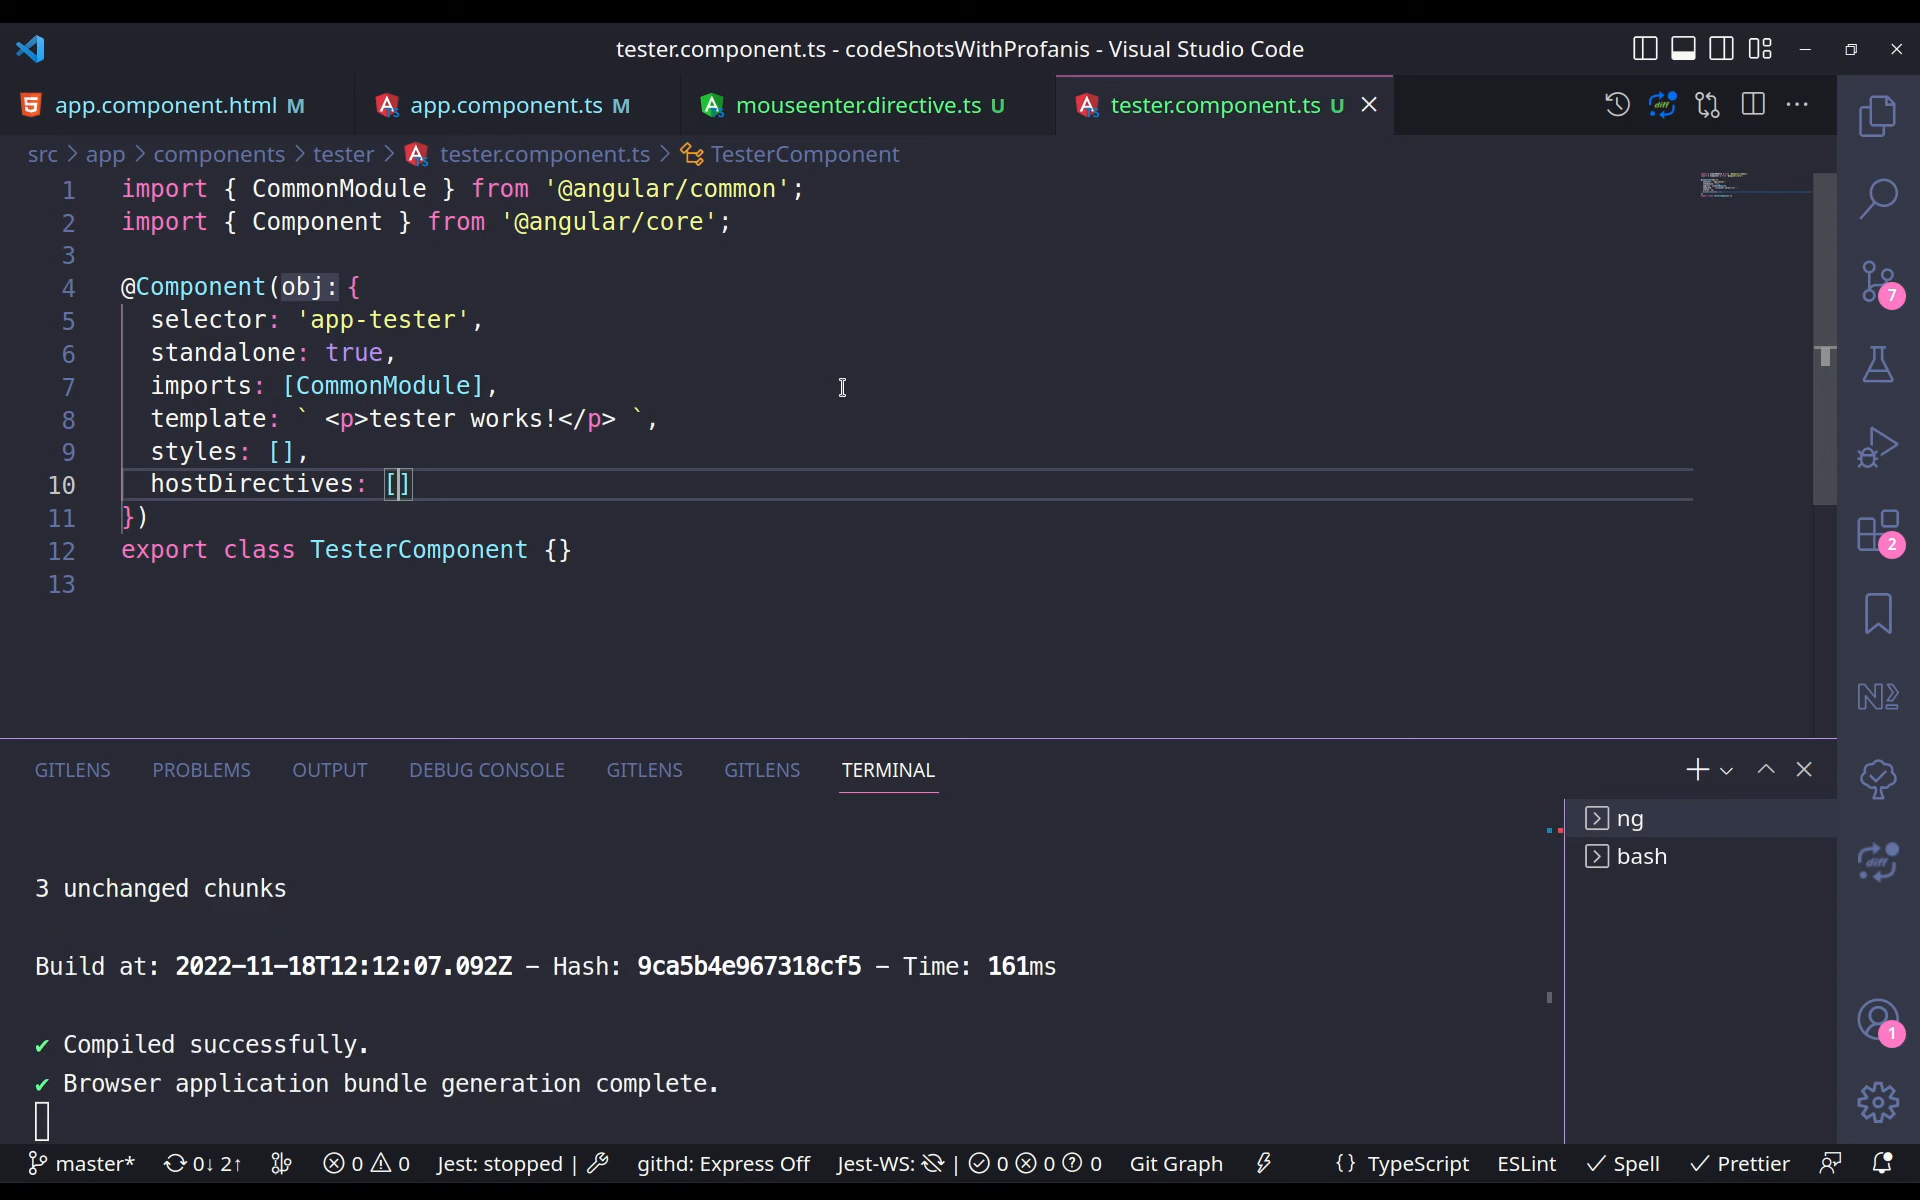 tester.component.ts - codeShotsWithProfanis - Visual Studio Code
app.component.html M app.component.ts M mouseenter.directive.ts U tester.component.ts U
src > app > components > tester > tester.component.ts > TesterComponent
1 import { CommonModule } from '@angular/common';
2 import { Component } from '@angular/core';
3
4 @Component(obj: {
5 selector: 'app-tester',
6 standalone: true,
7 imports: [CommonModule],
8 template: ` <p>tester works!</p> `,
9 styles: [],
10 hostDirectives: []
11 })
12 export class TesterComponent {}
13
7
2
diff
1
GITLENS PROBLEMS OUTPUT DEBUG CONSOLE GITLENS GITLENS TERMINAL
ng
bash
3 unchanged chunks
Build at: 2022-11-18T12:12:07.092Z - Hash: 9ca5b4e967318cf5 - Time: 161ms
✔ Compiled successfully.
✔ Browser application bundle generation complete.
master* 0↓ 2↑ 0 0 Jest: stopped | githd: Express Off Jest-WS: | 0 0 0 Git Graph {} TypeScript ESLint ✓ Spell ✓ Prettier